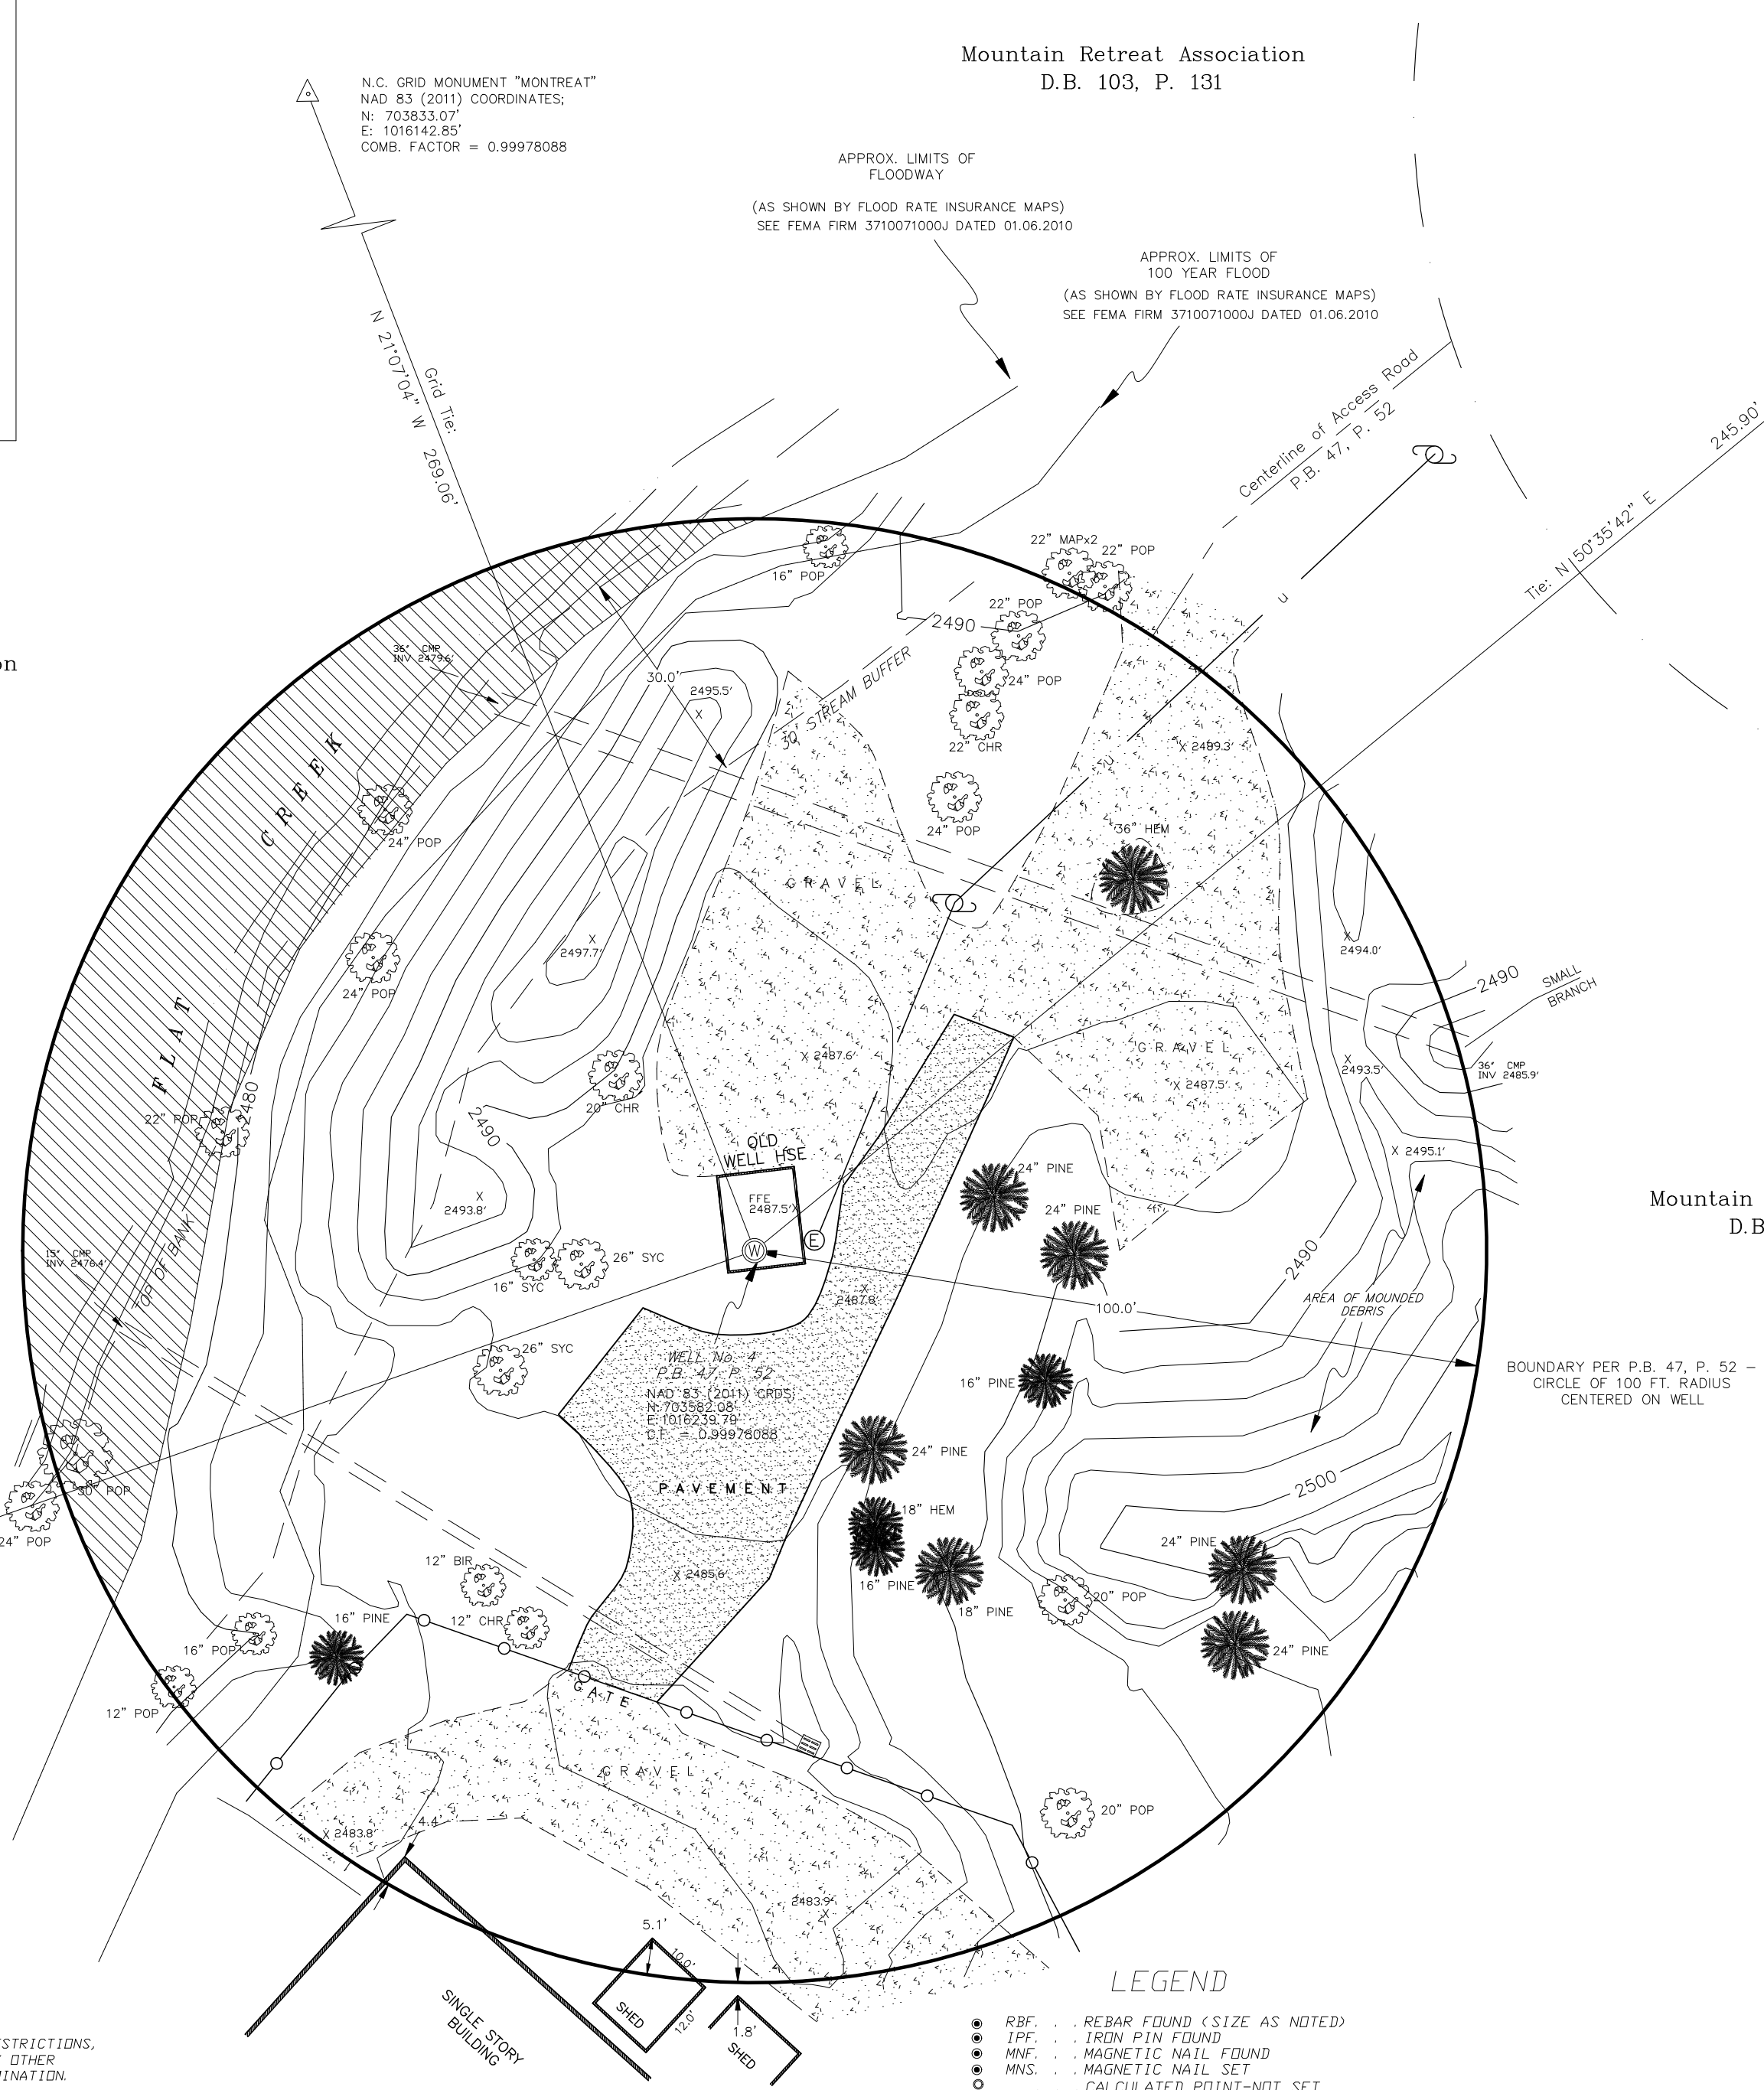 Mountain Retreat Association
D.B. 103, P. 131
N.C. GRID MONUMENT "MONTREAT"
NAD 83 (2011) COORDINATES;
N: 703833.07'
E: 1016142.85'
COMB. FACTOR = 0.99978088
APPROX. LIMITS OF
FLOODWAY
(AS SHOWN BY FLOOD RATE INSURANCE MAPS)
SEE FEMA FIRM 3710071000J DATED 01.06.2010
APPROX. LIMITS OF
100 YEAR FLOOD
(AS SHOWN BY FLOOD RATE INSURANCE MAPS)
SEE FEMA FIRM 3710071000J DATED 01.06.2010
Grid Tie:
N 21°07'04" W 269.06'
Centerline of Access Road
P.B. 47, P. 52
245.90'
Tie: N 50°35'42" E
u
22" MAPx2
22" POP
16" POP
22" POP
2490
24" POP
22" CHR
36" CMP
INV 2479.6'
30.0'
2495.5'
X
30' STREAM BUFFER
X 2489.3'
FLAT CREEK
24" POP
24" POP
36" HEM
GRAVEL
u
X
2497.7'
24" POP
X
2494.0'
2490
SMALL
BRANCH
X 2487.6'
GRAVEL
X 2487.5'
X
2493.5'
36" CMP
INV 2485.9'
u
20" CHR
22" POP
2480
2490
X 2495.1'
OLD
WELL HSE
FFE
2487.5'X
24" PINE
X
2493.8'
24" PINE
Mountain
D.B
on
W
E
15" CMP
INV 2476.4'
TOP OF BANK
16" SYC
26" SYC
2490
X
2487.8'
100.0'
AREA OF MOUNDED
DEBRIS
26" SYC
WELL No. 4
P.B. 47, P. 52
NAD 83 (2011) CRDS;
N:703582.08'
E:1016239.79'
C.F. = 0.99978088
16" PINE
BOUNDARY PER P.B. 47, P. 52 –
CIRCLE OF 100 FT. RADIUS
CENTERED ON WELL
24" PINE
30" POP
24" POP
PAVEMENT
2500
18" HEM
24" PINE
12" BIR
X 2485.6'
16" PINE
18" PINE
20" POP
16" PINE
12" CHR
16" POP
24" PINE
12" POP
GATE
GRAVEL
20" POP
4.4'
X 2483.8'
2483.9'
X
5.1'
10.0'
SHED
12.0'
1.8'
SHED
SINGLE STORY
BUILDING
LEGEND
RBF. . . REBAR FOUND (SIZE AS NOTED)
IPF. . . IRON PIN FOUND
MNF. . . MAGNETIC NAIL FOUND
MNS. . . MAGNETIC NAIL SET
CALCULATED POINT-NOT SET
ESTRICTIONS,
OTHER
MINATION.